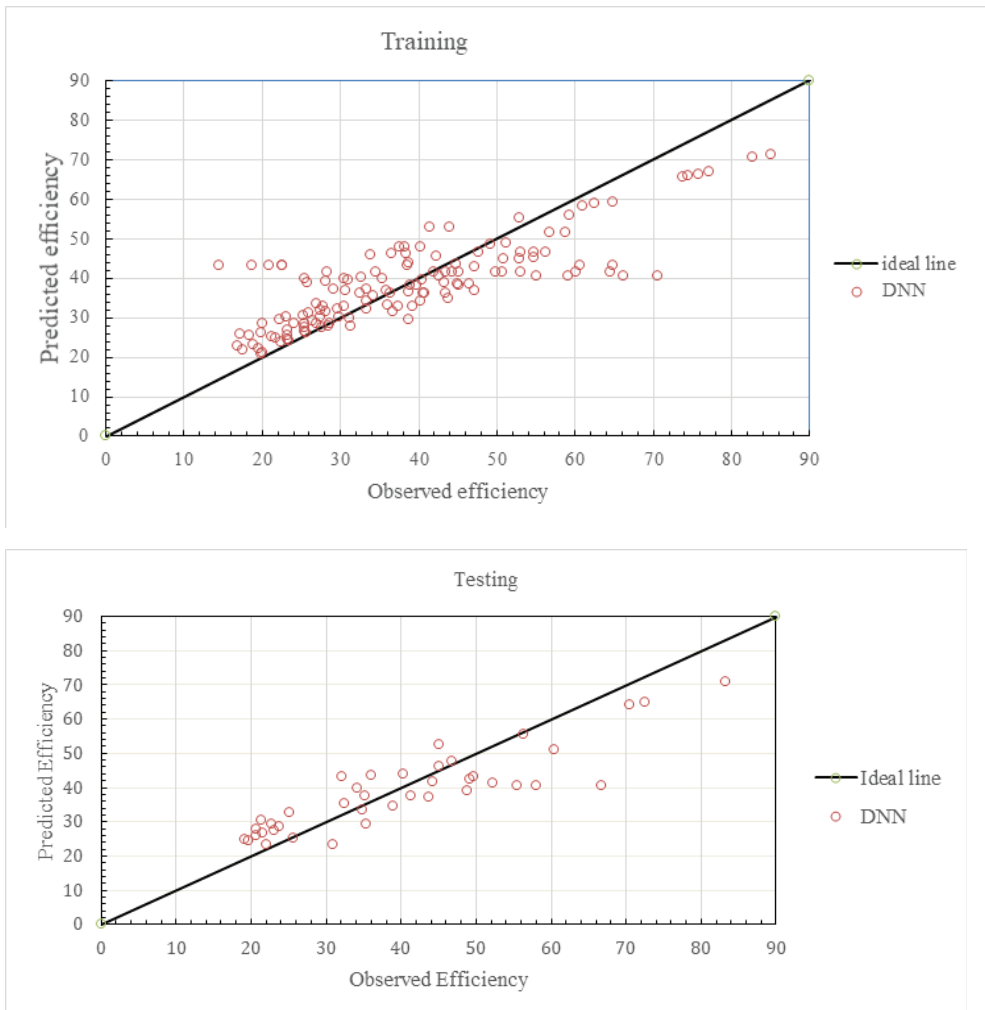 Training
Predicted efficiency
90
80
70
60
50
40
30
20
10
0
0 10 20 30 40 50 60 70 80 90
Observed efficiency
ideal line
DNN
Testing
Predicted Efficiency
90
80
70
60
50
40
30
20
10
0
0 10 20 30 40 50 60 70 80 90
Observed Efficiency
Ideal line
DNN